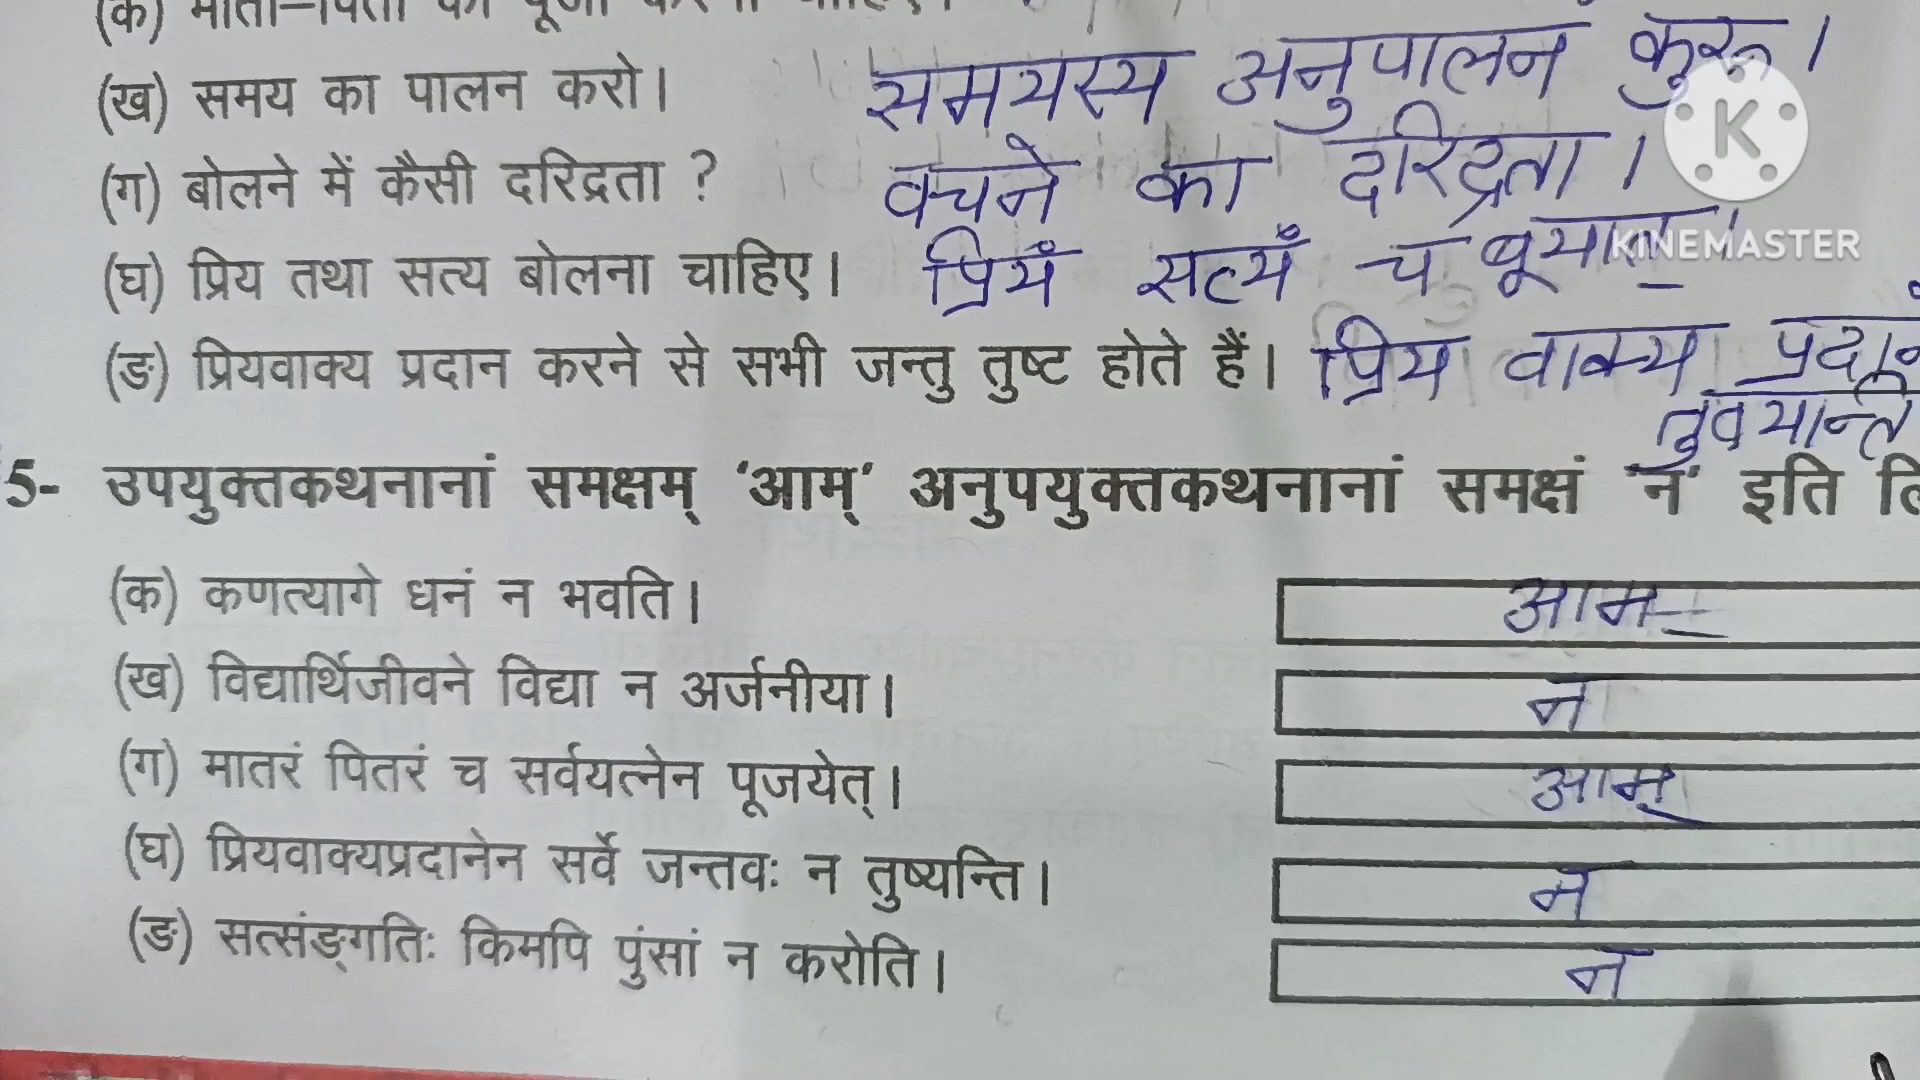 (क) माता–पिता की पूजा करनी चाहिए।
(ख) समय का पालन करो। समयस्य अनुपालनं कुरु।
(ग) बोलने में कैसी दरिद्रता ? वचने का दरिद्रता।
(घ) प्रिय तथा सत्य बोलना चाहिए। प्रियं सत्यं च ब्रूयात्।
KINEMASTER
(ङ) प्रियवाक्य प्रदान करने से सभी जन्तु तुष्ट होते हैं। प्रिय वाक्य
5- उपयुक्तकथनानां समक्षम् 'आम्' अनुपयुक्तकथनानां समक्षं 'न' इति
(क) कणत्यागे धनं न भवति। आम्
(ख) विद्यार्थिजीवने विद्या न अर्जनीया। न
(ग) मातरं पितरं च सर्वयत्नेन पूजयेत्। आम्
(घ) प्रियवाक्यप्रदानेन सर्वे जन्तवः न तुष्यन्ति। न
(ङ) सत्संङ्गतिः किमपि पुंसां न करोति। न